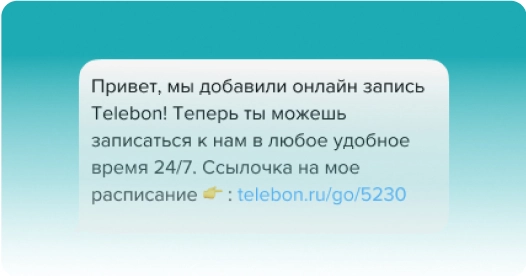 Привет, мы добавили онлайн запись
Telebon! Теперь ты можешь
записаться к нам в любое удобное
время 24/7. Ссылочка на мое
расписание 👉 : telebon.ru/go/5230